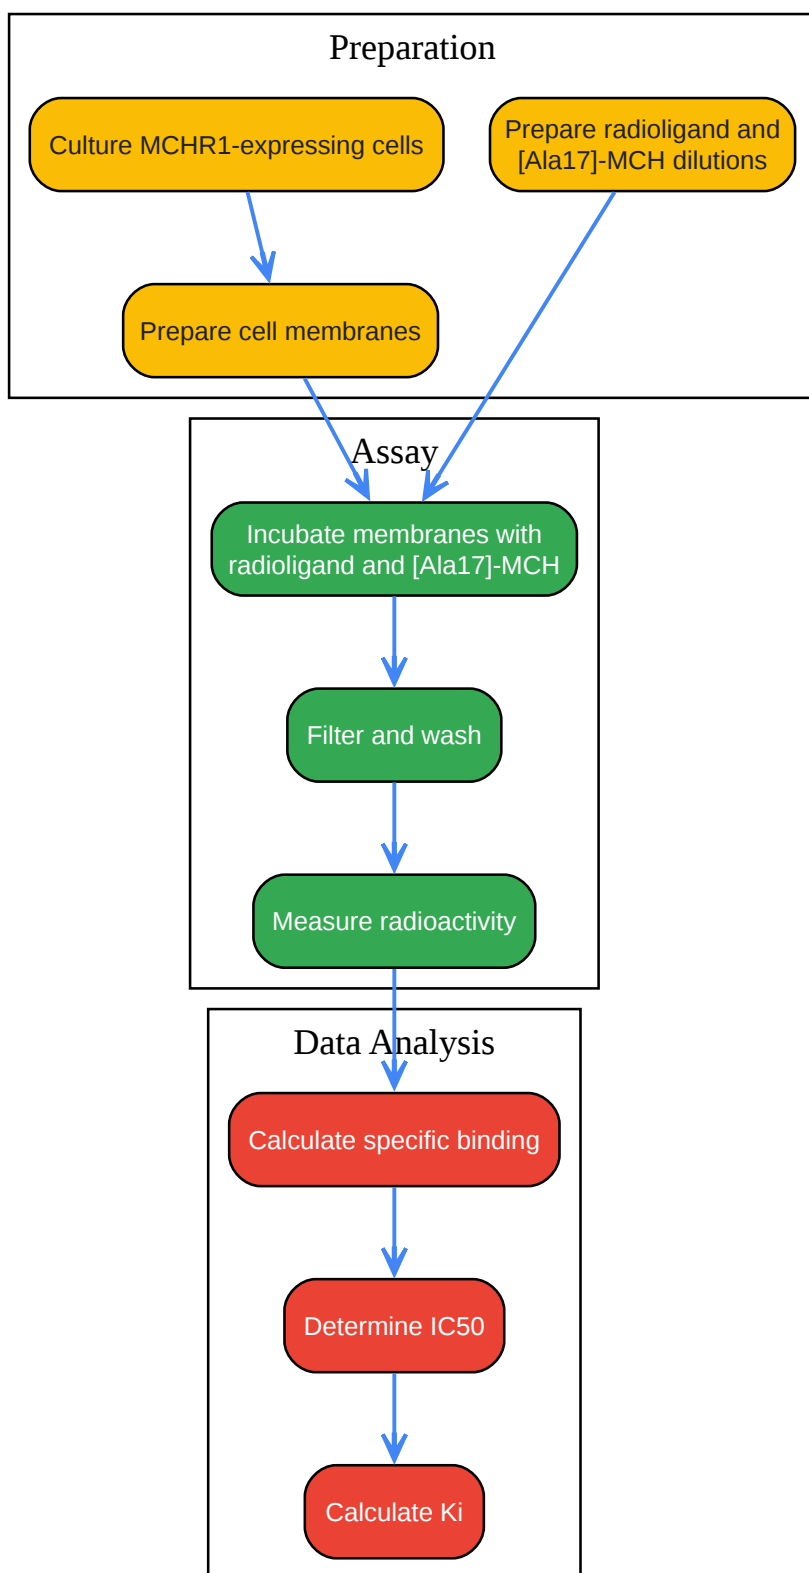 Preparation
Culture MCHR1-expressing cells
Prepare radioligand and
[Ala17]-MCH dilutions
Prepare cell membranes
Assay
Incubate membranes with
radioligand and [Ala17]-MCH
Filter and wash
Measure radioactivity
Data Analysis
Calculate specific binding
Determine IC50
Calculate Ki